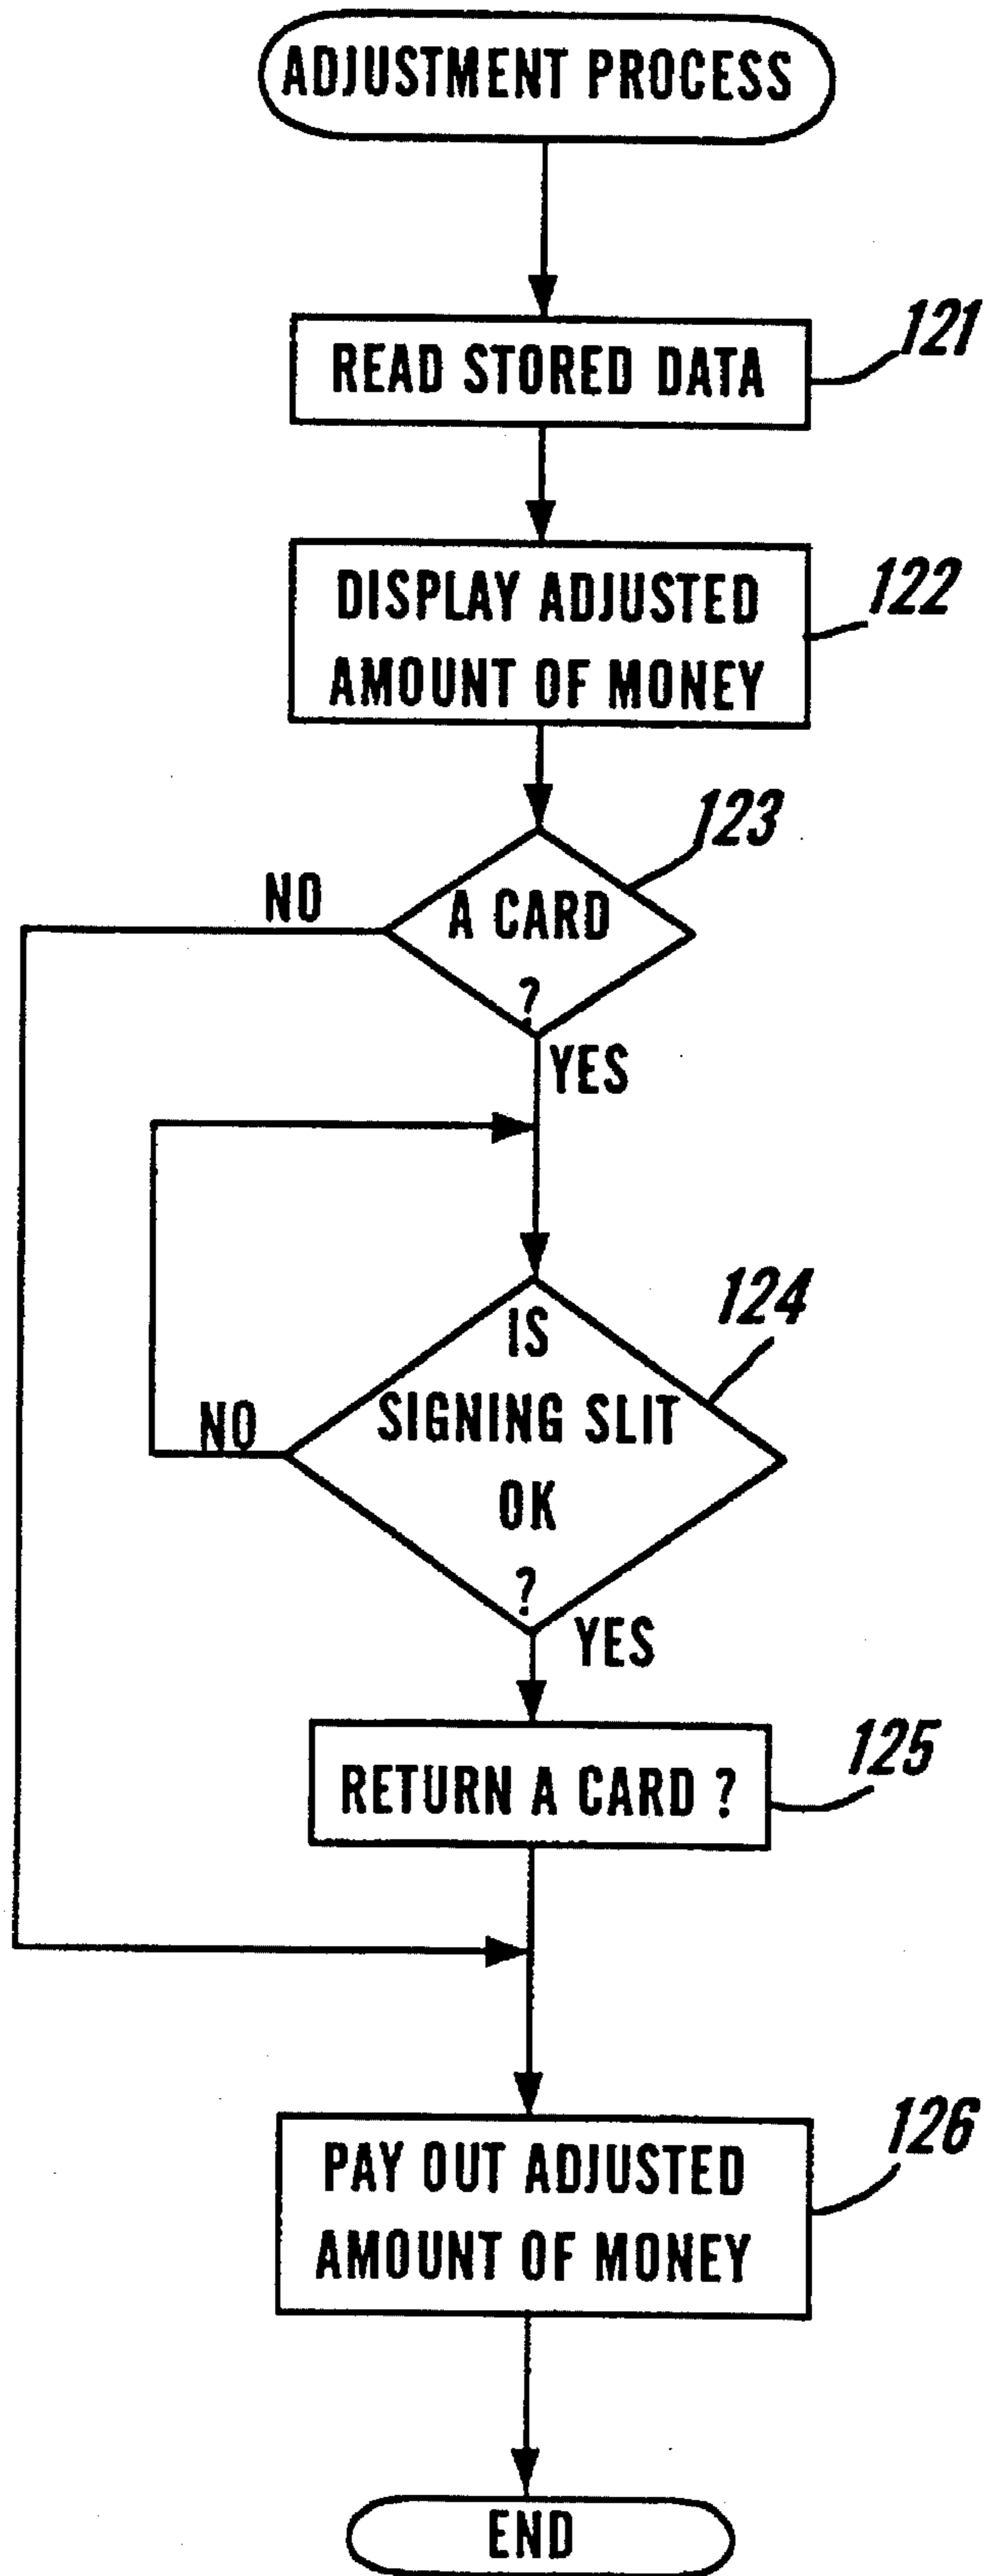 ADJUSTMENT PROCESS
READ STORED DATA
121
DISPLAY ADJUSTED
AMOUNT OF MONEY
122
123
A CARD
?
NO
YES
124
IS
SIGNING SLIT
OK
?
NO
YES
RETURN A CARD ?
125
PAY OUT ADJUSTED
AMOUNT OF MONEY
126
END